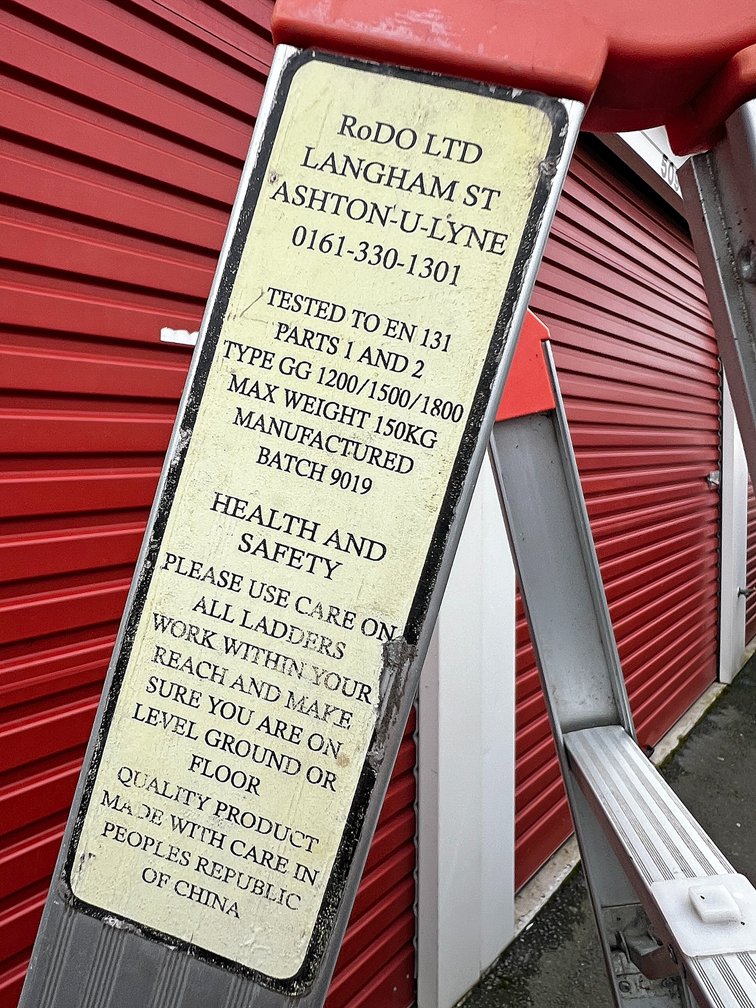 RoDO LTD
LANGHAM ST
ASHTON-U-LYNE
0161-330-1301
TESTED TO EN 131
PARTS 1 AND 2
TYPE GG 1200/1500/1800
MAX WEIGHT 150KG
MANUFACTURED
BATCH 9019
HEALTH AND
SAFETY
PLEASE USE CARE ON
ALL LADDERS
WORK WITHIN YOUR
REACH AND MAKE
SURE YOU ARE ON
LEVEL GROUND OR
FLOOR
QUALITY PRODUCT
MADE WITH CARE IN
PEOPLES REPUBLIC
OF CHINA